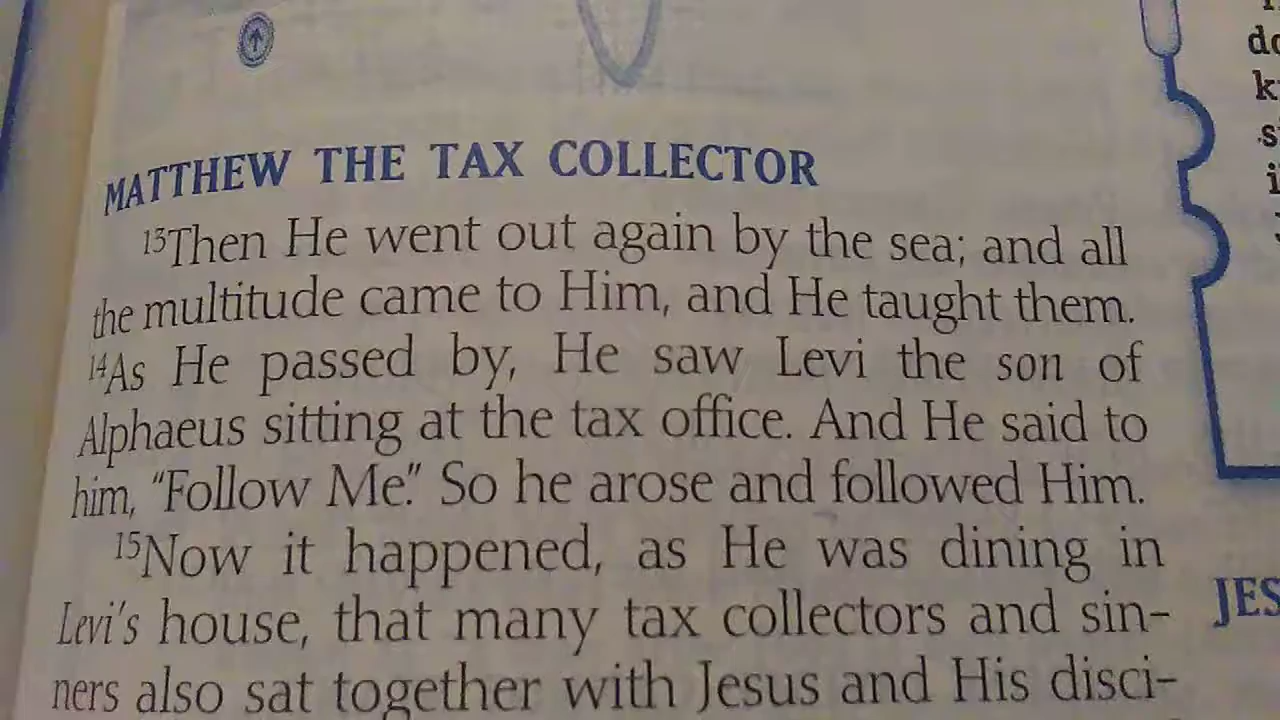 MATTHEW THE TAX COLLECTOR
¹³Then He went out again by the sea; and all
the multitude came to Him, and He taught them.
¹⁴As He passed by, He saw Levi the son of
Alphaeus sitting at the tax office. And He said to
him, “Follow Me.” So he arose and followed Him.
¹⁵Now it happened, as He was dining in
Levi’s house, that many tax collectors and sin-
ners also sat together with Jesus and His disci-
JES